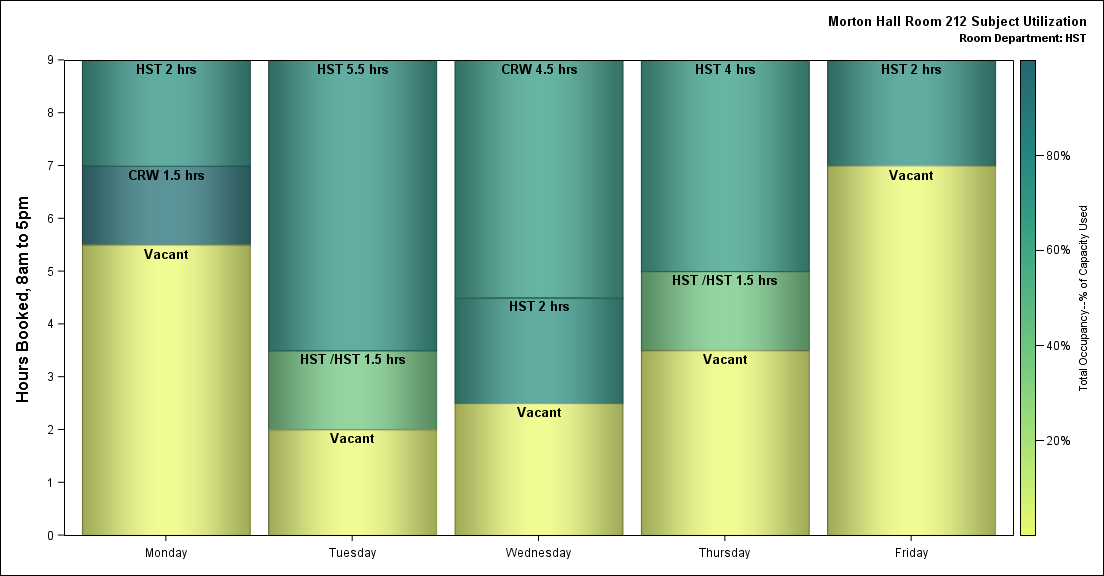 Morton Hall Room 212 Subject Utilization
Room Department: HST
Hours Booked, 8am to 5pm
9
8
7
6
5
4
3
2
1
0
HST 2 hrs
CRW 1.5 hrs
Vacant
HST 5.5 hrs
HST /HST 1.5 hrs
Vacant
CRW 4.5 hrs
HST 2 hrs
Vacant
HST 4 hrs
HST /HST 1.5 hrs
Vacant
HST 2 hrs
Vacant
Monday
Tuesday
Wednesday
Thursday
Friday
80%
60%
40%
20%
Total Occupancy--% of Capacity Used